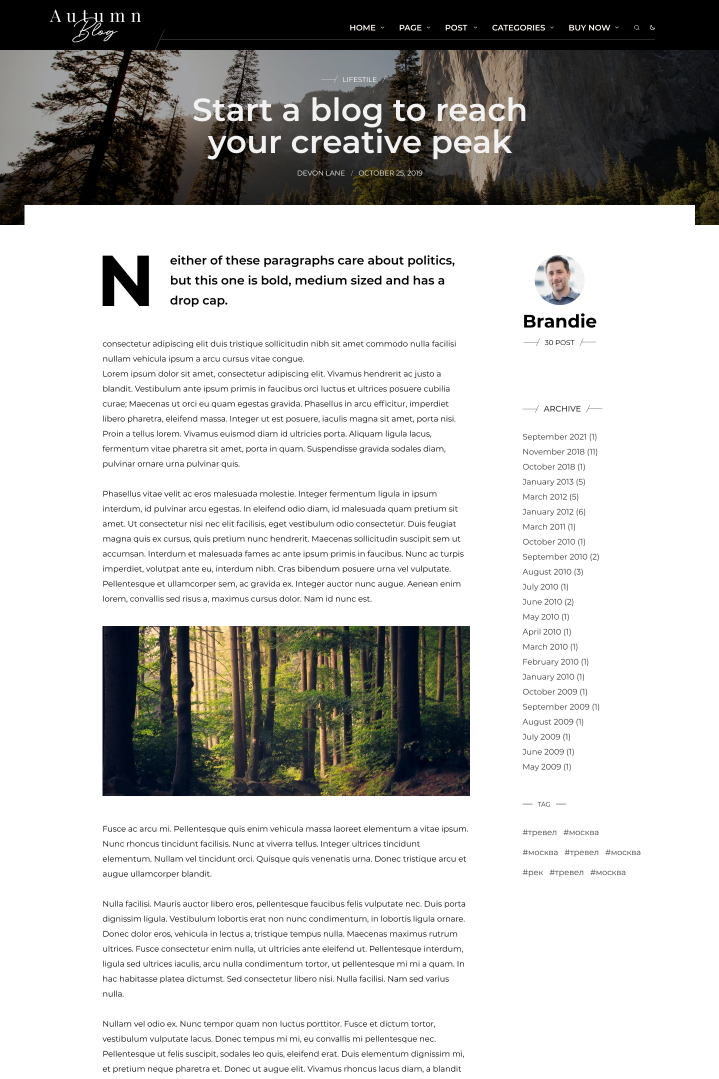 Autumn
Blog
HOME PAGE POST CATEGORIES BUY NOW
LIFESTILE
Start a blog to reach
your creative peak
DEVON LANE / OCTOBER 25, 2019
N
either of these paragraphs care about politics,
but this one is bold, medium sized and has a
drop cap.
consectetur adipiscing elit duis tristique sollicitudin nibh sit amet commodo nulla facilisi
nullam vehicula ipsum a arcu cursus vitae congue.
Lorem ipsum dolor sit amet, consectetur adipiscing elit. Vivamus hendrerit ac justo a
blandit. Vestibulum ante ipsum primis in faucibus orci luctus et ultrices posuere cubilia
curae; Maecenas ut orci eu quam egestas gravida. Phasellus in arcu efficitur, imperdiet
libero pharetra, eleifend massa. Integer ut est posuere, iaculis magna sit amet, porta nisi.
Proin a tellus lorem. Vivamus euismod diam id ultricies porta. Aliquam ligula lacus,
fermentum vitae pharetra sit amet, porta in quam. Suspendisse gravida sodales diam,
pulvinar ornare urna pulvinar quis.
Phasellus vitae velit ac eros malesuada molestie. Integer fermentum ligula in ipsum
interdum, id pulvinar arcu egestas. In eleifend odio diam, id malesuada quam pretium sit
amet. Ut consectetur nisi nec elit facilisis, eget vestibulum odio consectetur. Duis feugiat
magna quis ex cursus, quis pretium nunc hendrerit. Maecenas sollicitudin suscipit sem ut
accumsan. Interdum et malesuada fames ac ante ipsum primis in faucibus. Nunc ac turpis
imperdiet, volutpat ante eu, interdum nibh. Cras bibendum posuere urna vel vulputate.
Pellentesque et ullamcorper sem, ac gravida ex. Integer auctor nunc augue. Aenean enim
lorem, convallis sed risus a, maximus cursus dolor. Nam id nunc est.
Fusce ac arcu mi. Pellentesque quis enim vehicula massa laoreet elementum a vitae ipsum.
Nunc rhoncus tincidunt facilisis. Nunc at viverra tellus. Integer ultrices tincidunt
elementum. Nullam vel tincidunt orci. Quisque quis venenatis urna. Donec tristique arcu et
augue ullamcorper blandit.
Nulla facilisi. Mauris auctor libero eros, pellentesque faucibus felis vulputate nec. Duis porta
dignissim ligula. Vestibulum lobortis erat non nunc condimentum, in lobortis ligula ornare.
Donec dolor eros, vehicula in lectus a, tristique tempus nulla. Maecenas maximus rutrum
ultrices. Fusce consectetur enim nulla, ut ultricies ante eleifend ut. Pellentesque interdum,
ligula sed ultrices iaculis, arcu nulla condimentum tortor, ut pellentesque mi mi a quam. In
hac habitasse platea dictumst. Sed consectetur libero nisi. Nulla facilisi. Nam sed varius
nulla.
Nullam vel odio ex. Nunc tempor quam non luctus porttitor. Fusce et dictum tortor,
vestibulum vulputate lacus. Donec tempus mi mi, eu convallis mi pellentesque nec.
Pellentesque ut felis suscipit, sodales leo quis, eleifend erat. Duis elementum dignissim mi,
et pretium neque pharetra et. Donec ut augue elit. Vivamus rhoncus lacus diam, a blandit
Brandie
30 POST
ARCHIVE
September 2021 (1)
November 2018 (11)
October 2018 (1)
January 2013 (5)
March 2012 (5)
January 2012 (6)
March 2011 (1)
October 2010 (1)
September 2010 (2)
August 2010 (3)
July 2010 (1)
June 2010 (2)
May 2010 (1)
April 2010 (1)
March 2010 (1)
February 2010 (1)
January 2010 (1)
October 2009 (1)
September 2009 (1)
August 2009 (1)
July 2009 (1)
June 2009 (1)
May 2009 (1)
TAG
#тревел #москва
#москва #тревел #москва
#рек #тревел #москва